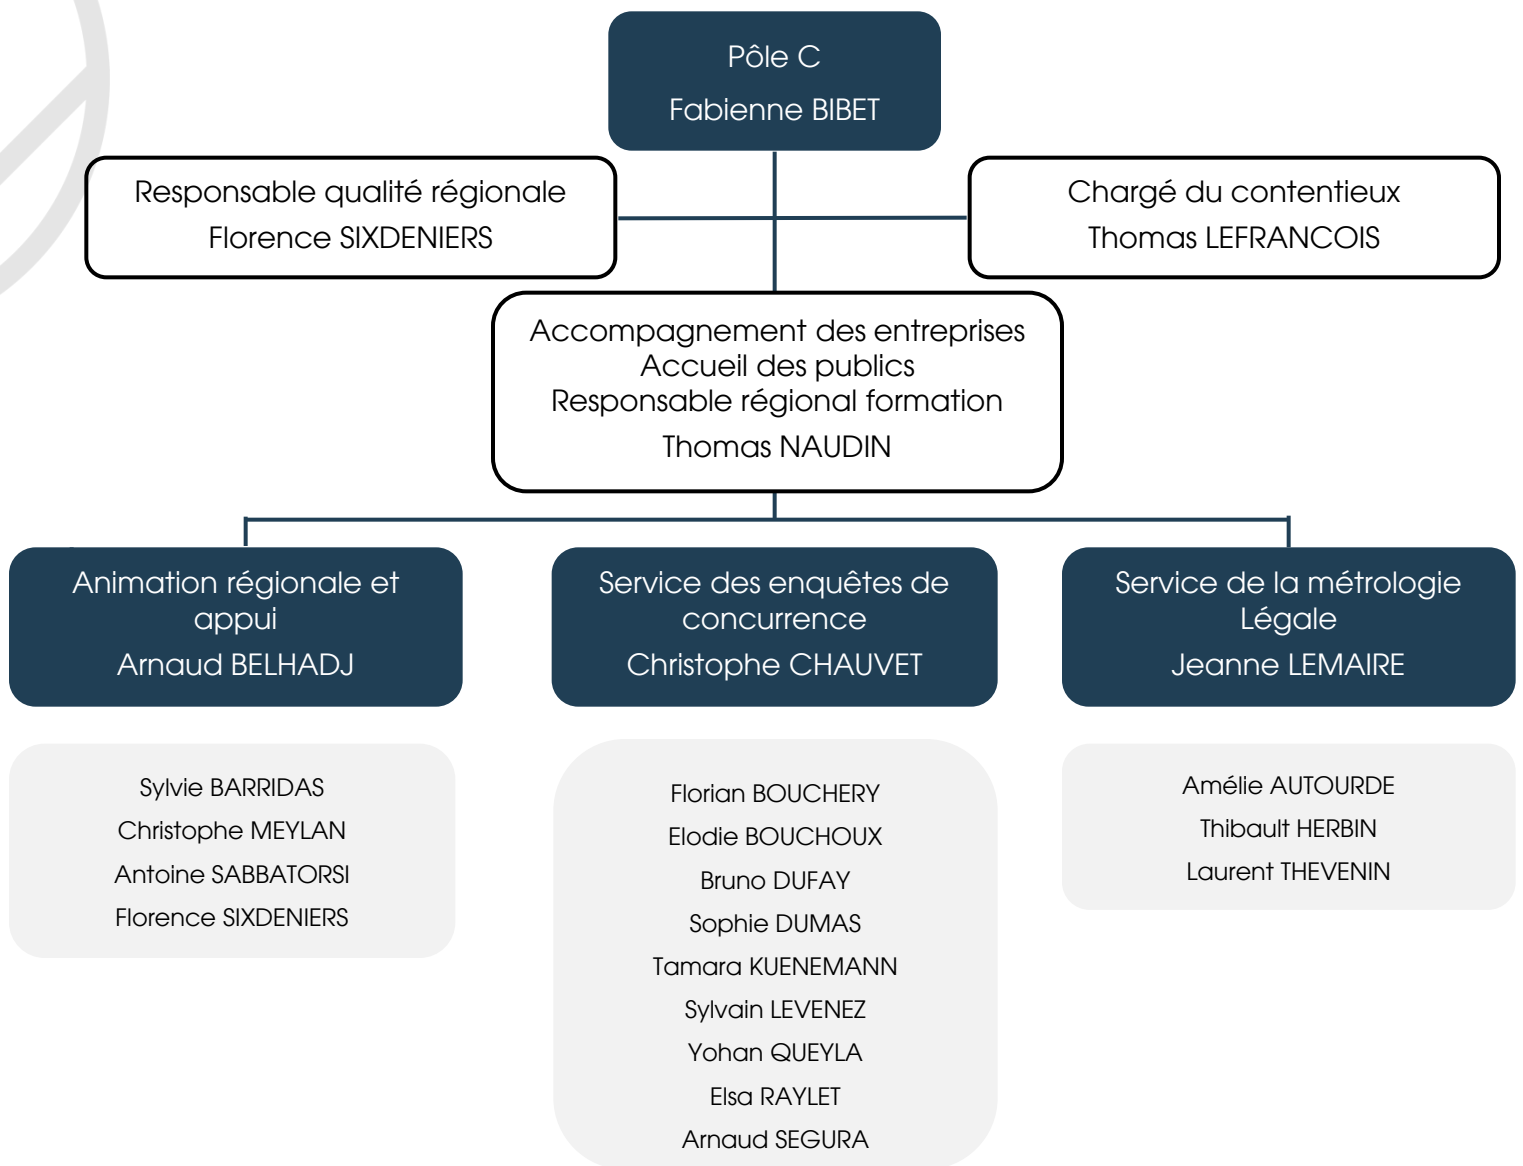 Pôle C
Fabienne BIBET
Responsable qualité régionale
Florence SIXDENIERS
Chargé du contentieux
Thomas LEFRANCOIS
Accompagnement des entreprises
Accueil des publics
Responsable régional formation
Thomas NAUDIN
Animation régionale et
appui
Arnaud BELHADJ
Service des enquêtes de
concurrence
Christophe CHAUVET
Service de la métrologie
Légale
Jeanne LEMAIRE
Sylvie BARRIDAS
Christophe MEYLAN
Antoine SABBATORSI
Florence SIXDENIERS
Florian BOUCHERY
Elodie BOUCHOUX
Bruno DUFAY
Sophie DUMAS
Tamara KUENEMANN
Sylvain LEVENEZ
Yohan QUEYLA
Elsa RAYLET
Arnaud SEGURA
Amélie AUTOURDE
Thibault HERBIN
Laurent THEVENIN